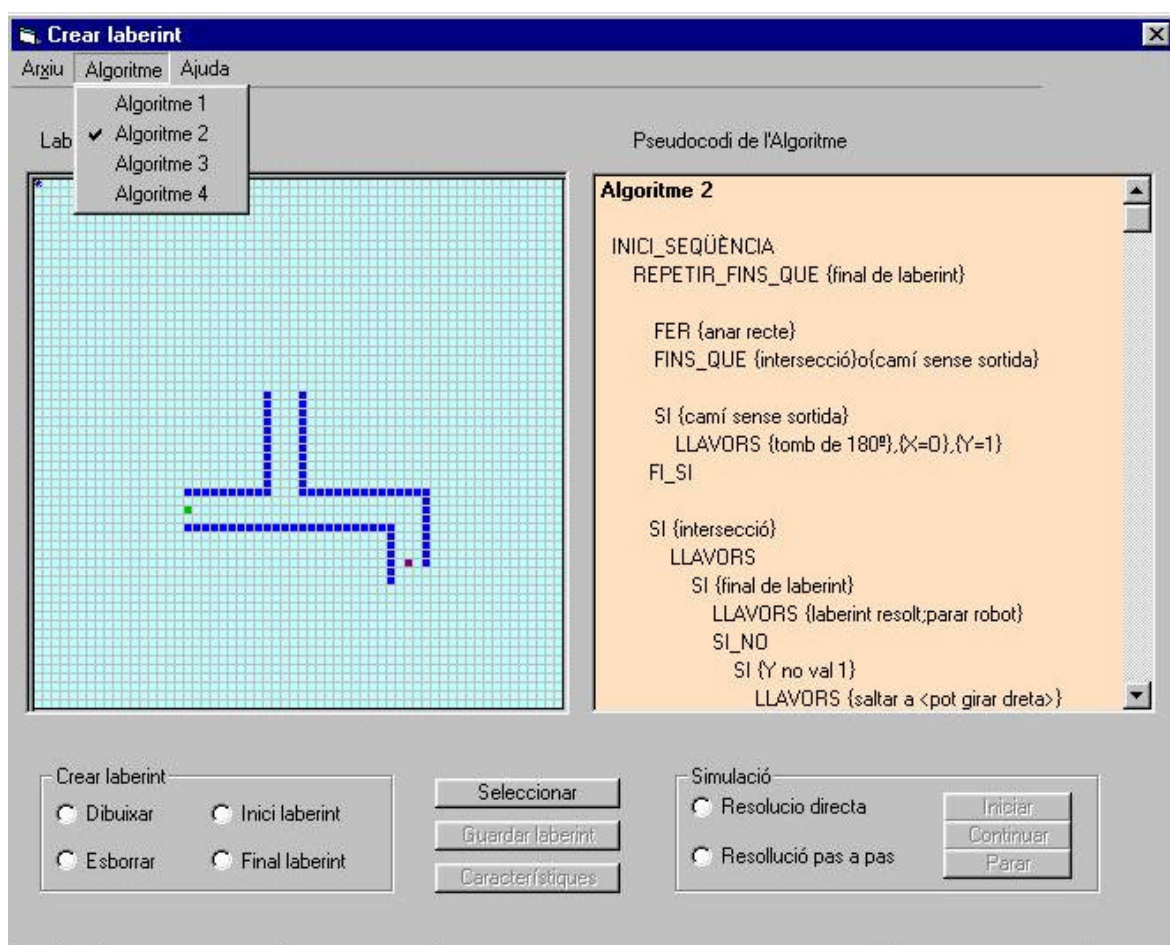 Crear laberint
Arxiu Algoritme Ajuda
Algoritme 1
Algoritme 2
Algoritme 3
Algoritme 4
Lab
Pseudocodi de l'Algoritme
Algoritme 2
INICI_SEQÜÈNCIA
REPETIR_FINS_QUE {final de laberint}
FER {anar recte}
FINS_QUE {intersecció}o{camí sense sortida}
SI {camí sense sortida}
LLAVORS {tomb de 180º},{X=0},{Y=1}
FI_SI
SI {intersecció}
LLAVORS
SI {final de laberint}
LLAVORS {laberint resolt;parar robot}
SI_NO
SI {Y no val 1}
LLAVORS {saltar a <pot girar dreta>}
Crear laberint
Dibuixar Inici laberint
Esborrar Final laberint
Seleccionar
Guardar laberint
Característiques
Simulació
Resolucio directa
Resollució pas a pas
Iniciar
Continuar
Parar